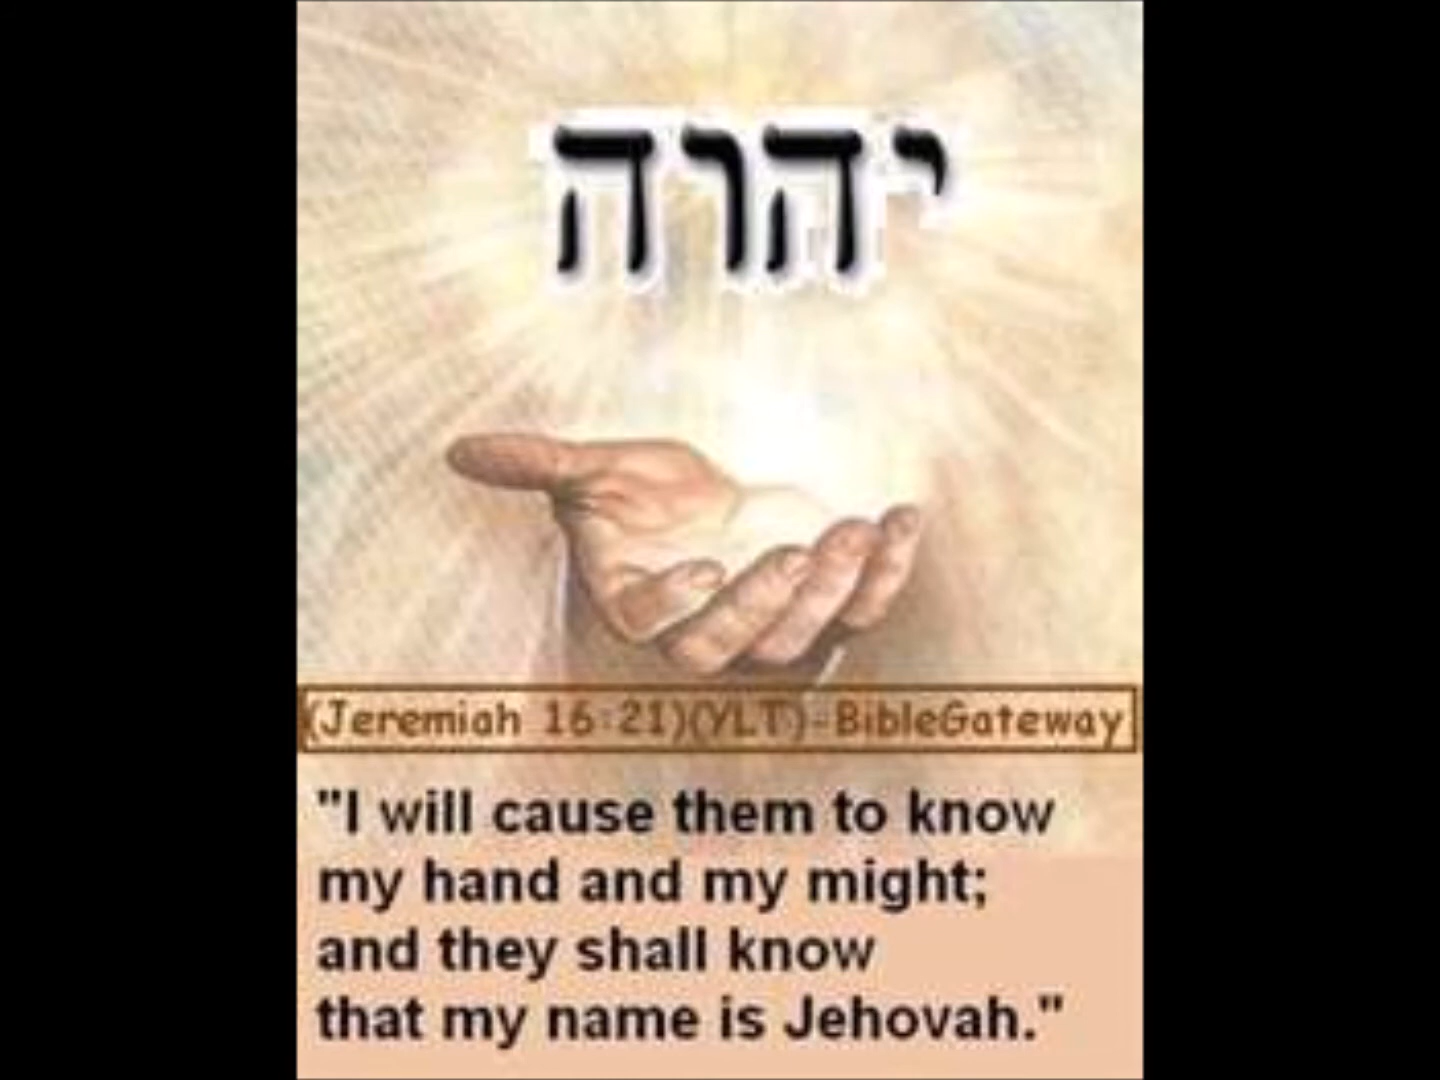 יהוה
(Jeremiah 16:21)(YLT)-BibleGateway
"I will cause them to know
my hand and my might;
and they shall know
that my name is Jehovah."